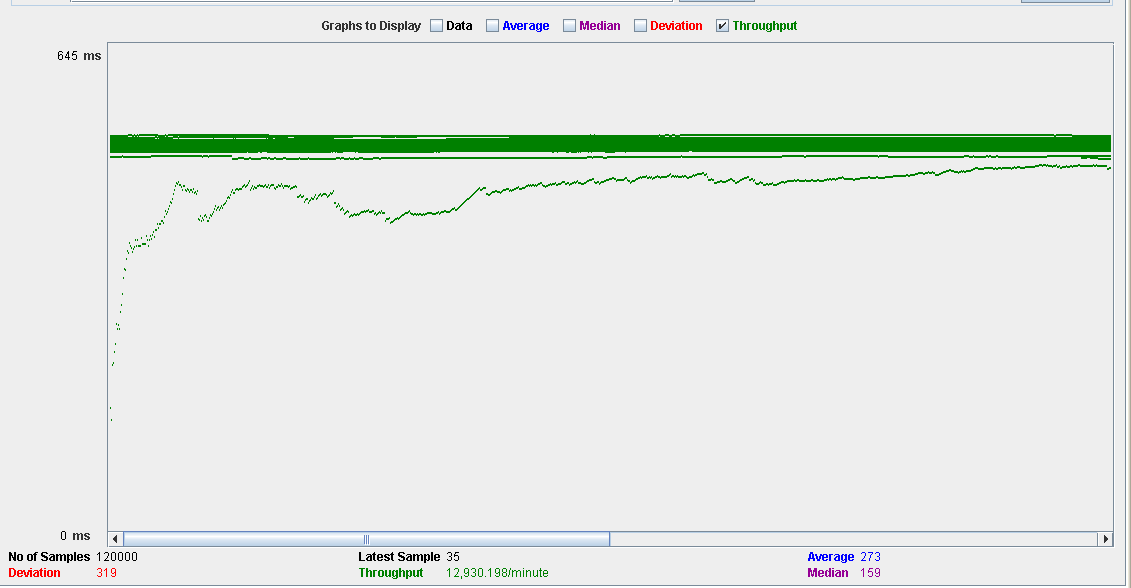 Graphs to Display Data Average Median Deviation Throughput
645 ms
0 ms
No of Samples 120000 Latest Sample 35 Average 273
Deviation 319 Throughput 12,930.198/minute Median 159